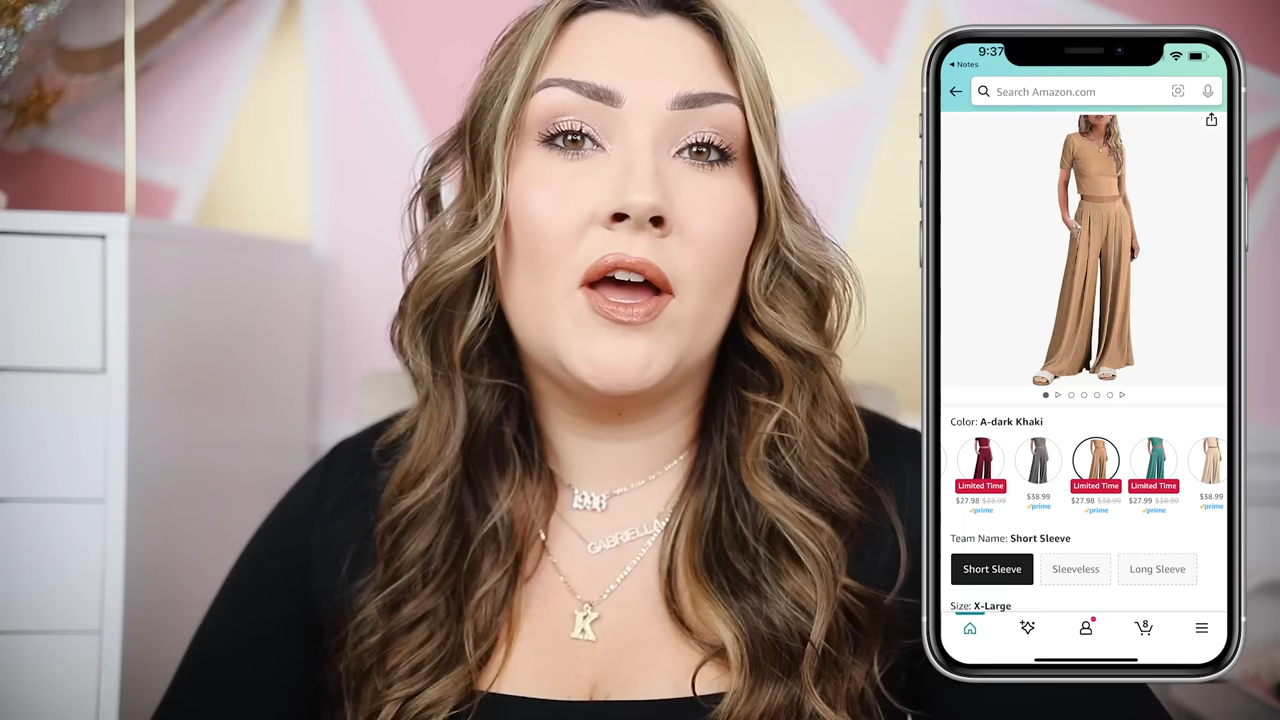 1996
GABRIELLA
K
9:37
◀ Notes
Search Amazon.com
Color: A-dark Khaki
Limited Time
Limited Time
Limited Time
$27.98 $38.99
$38.99
$27.98 $38.99
$27.99 $38.99
$38.99
prime
prime
prime
prime
prime
Team Name: Short Sleeve
Short Sleeve
Sleeveless
Long Sleeve
Size: X-Large
8